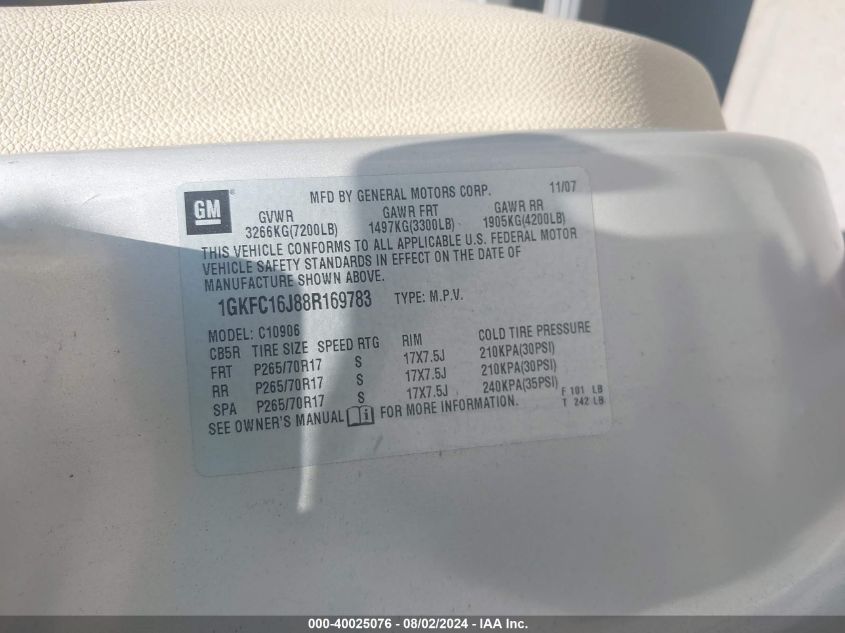 GM ® MFD BY GENERAL MOTORS CORP. 11/07
GVWR GAWR FRT GAWR RR
3266KG(7200LB) 1497KG(3300LB) 1905KG(4200LB)
THIS VEHICLE CONFORMS TO ALL APPLICABLE U.S. FEDERAL MOTOR
VEHICLE SAFETY STANDARDS IN EFFECT ON THE DATE OF
MANUFACTURE SHOWN ABOVE.
1GKFC16J88R169783 TYPE: M.P.V.
MODEL: C10906
CB5R TIRE SIZE SPEED RTG RIM COLD TIRE PRESSURE
FRT P265/70R17 S 17X7.5J 210KPA(30PSI)
RR P265/70R17 S 17X7.5J 210KPA(30PSI)
SPA P265/70R17 S 17X7.5J 240KPA(35PSI)
SEE OWNER'S MANUAL i FOR MORE INFORMATION.
F 101 LB
T 242 LB
000-40025076 - 08/02/2024 - IAA Inc.